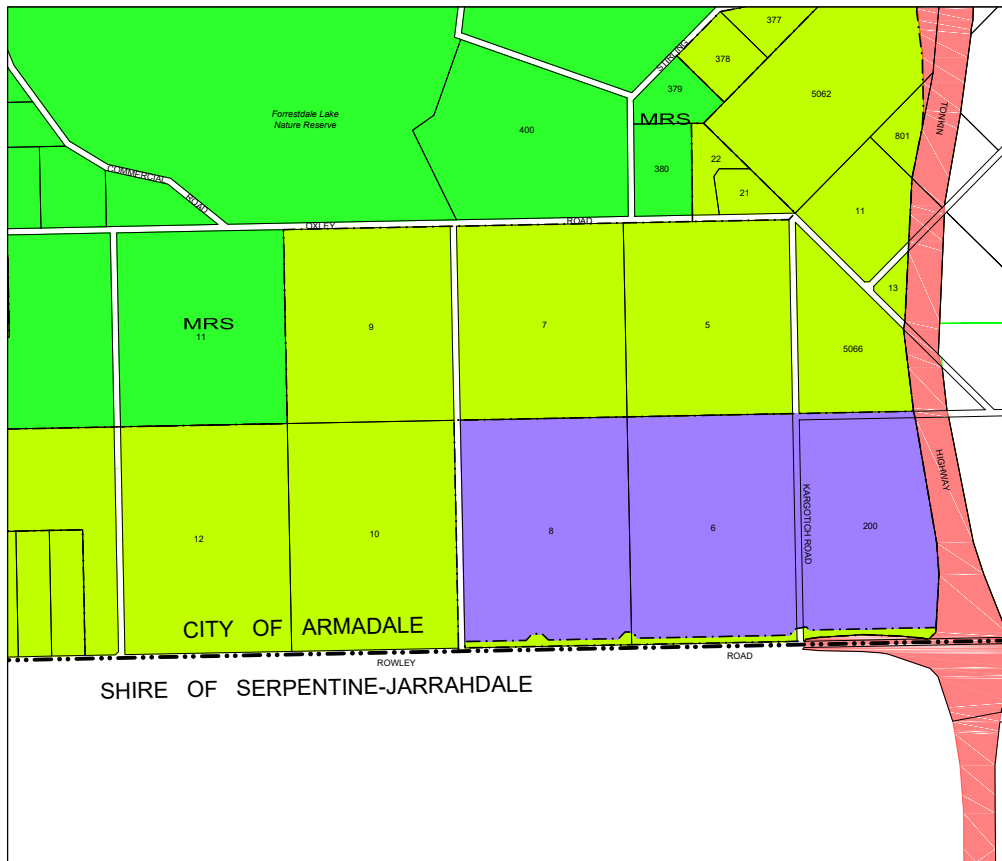 377
STIRLING
378
379
5062
Forrestdale Lake
Nature Reserve
TONKIN
MRS
400
801
22
380
COMMERCIAL
21
ROAD
11
OXLEY
ROAD
13
MRS
11
9
7
5
5066
HIGHWAY
KARGOTICH ROAD
12
10
8
6
200
CITY OF ARMADALE
ROWLEY
ROAD
SHIRE OF SERPENTINE-JARRAHDALE